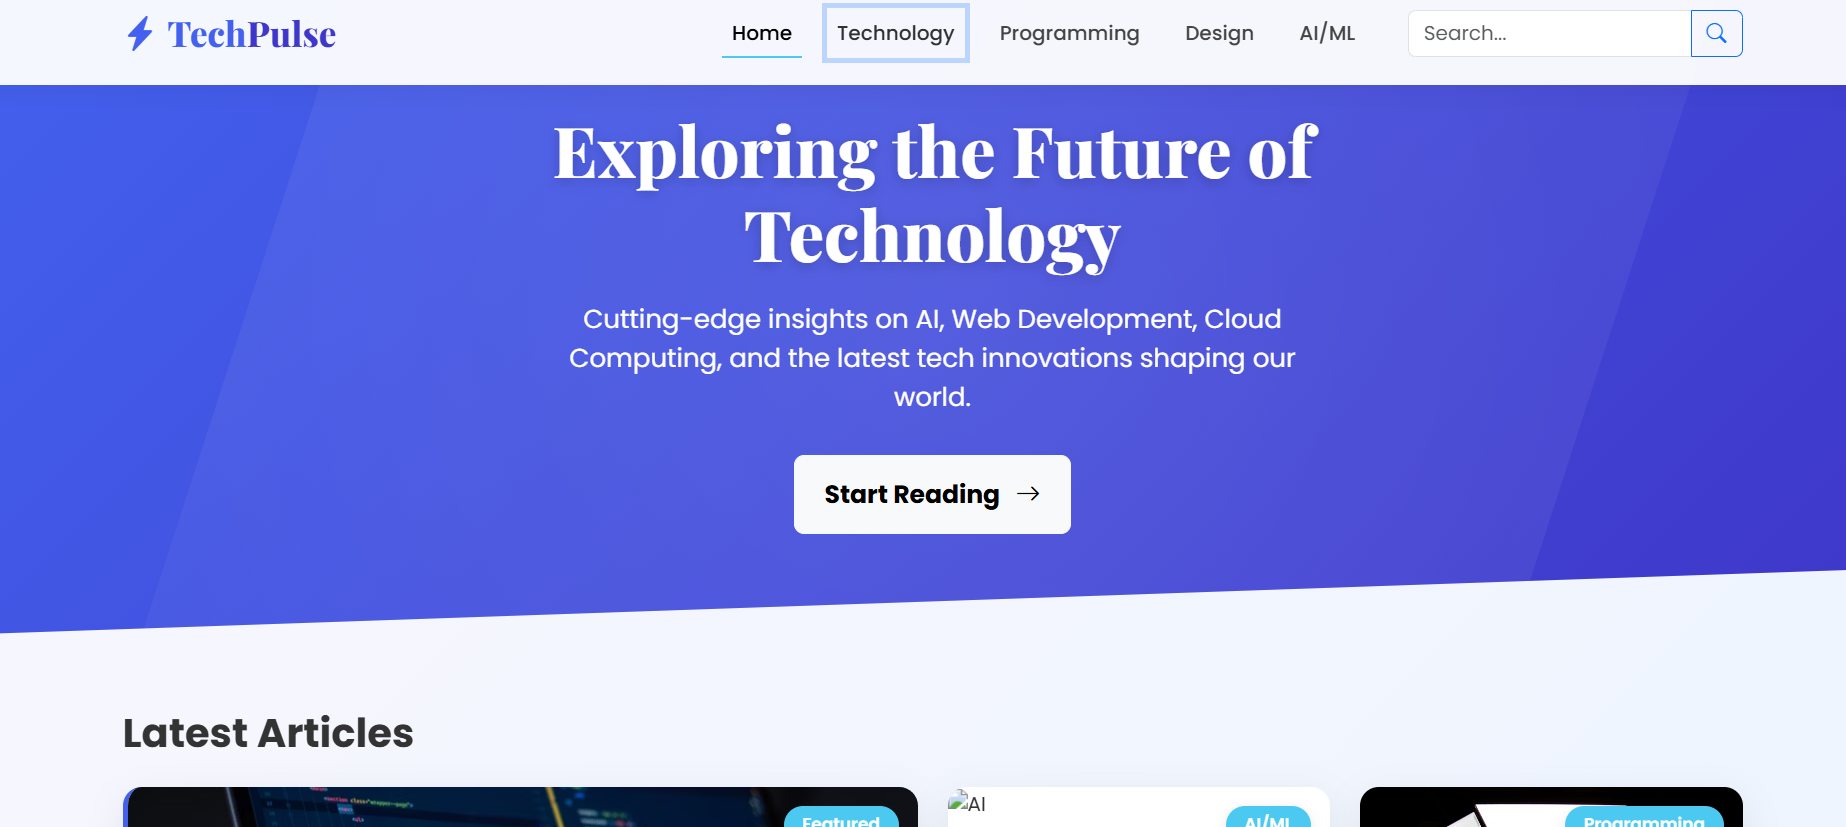 TechPulse
Home
Technology
Programming
Design
AI/ML
Search...
Exploring the Future of
Technology
Cutting-edge insights on AI, Web Development, Cloud
Computing, and the latest tech innovations shaping our
world.
Start Reading
Latest Articles
Featured
AI
AI/ML
Programming